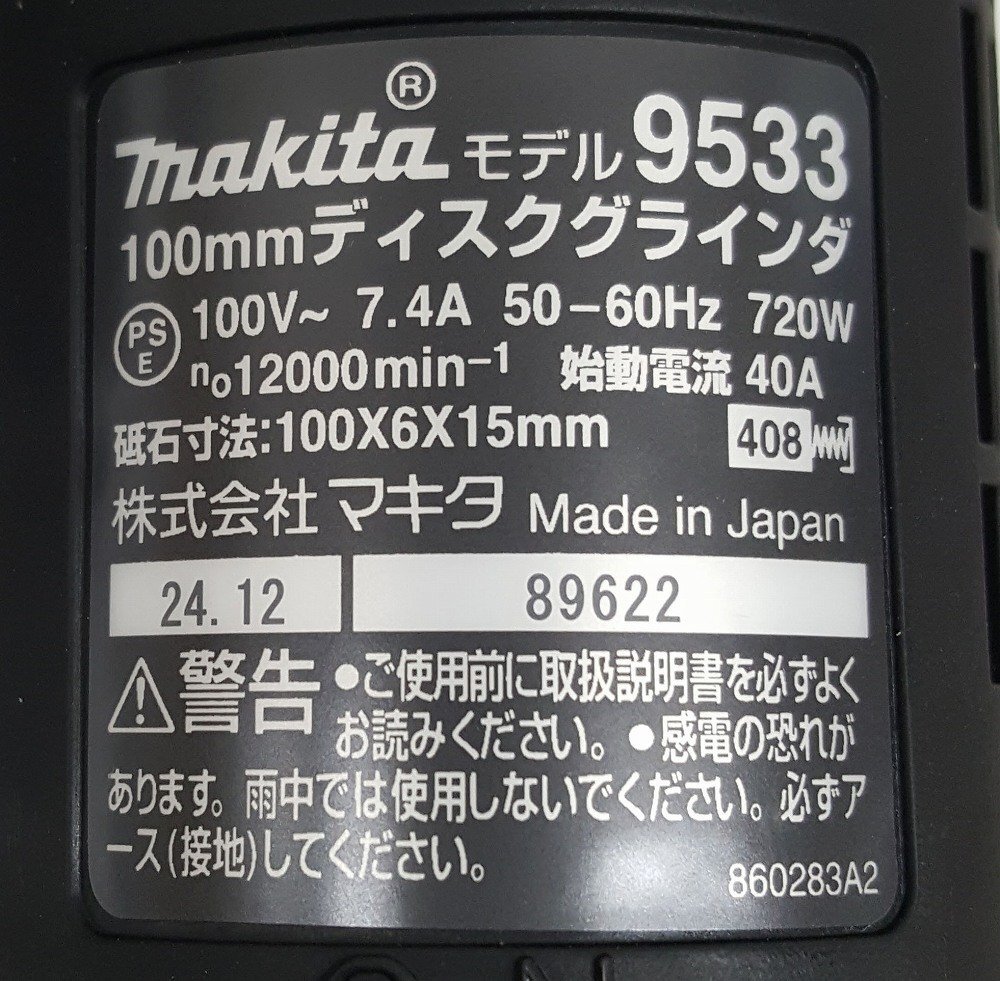 makita® モデル 9533
100mmディスクグラインダ
PSE 100V~ 7.4A 50-60Hz 720W
n₀12000min⁻¹ 始動電流 40A
砥石寸法:100X6X15mm 408
株式会社 マキタ Made in Japan
24.12 89622
⚠警告 •ご使用前に取扱説明書を必ずよく
お読みください。•感電の恐れが
あります。雨中では使用しないでください。必ずア
ース(接地)してください。
860283A2